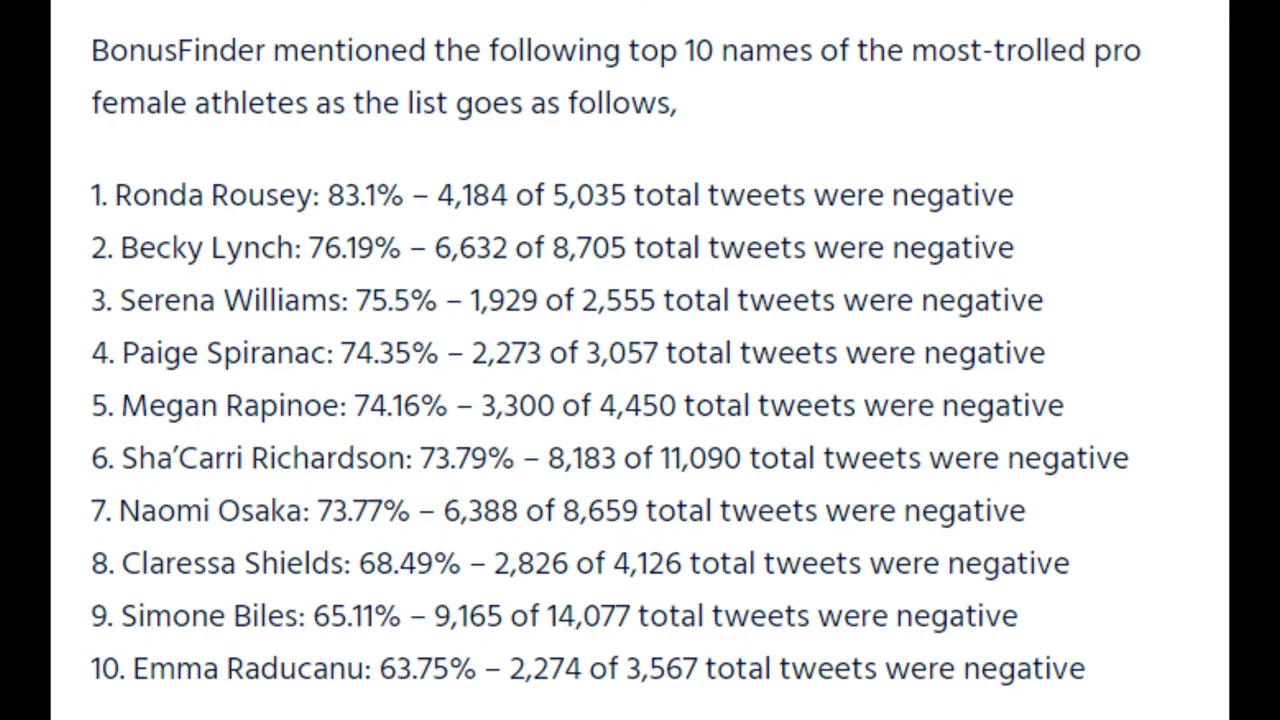 BonusFinder mentioned the following top 10 names of the most-trolled pro
female athletes as the list goes as follows,
1. Ronda Rousey: 83.1% – 4,184 of 5,035 total tweets were negative
2. Becky Lynch: 76.19% – 6,632 of 8,705 total tweets were negative
3. Serena Williams: 75.5% – 1,929 of 2,555 total tweets were negative
4. Paige Spiranac: 74.35% – 2,273 of 3,057 total tweets were negative
5. Megan Rapinoe: 74.16% – 3,300 of 4,450 total tweets were negative
6. Sha’Carri Richardson: 73.79% – 8,183 of 11,090 total tweets were negative
7. Naomi Osaka: 73.77% – 6,388 of 8,659 total tweets were negative
8. Claressa Shields: 68.49% – 2,826 of 4,126 total tweets were negative
9. Simone Biles: 65.11% – 9,165 of 14,077 total tweets were negative
10. Emma Raducanu: 63.75% – 2,274 of 3,567 total tweets were negative